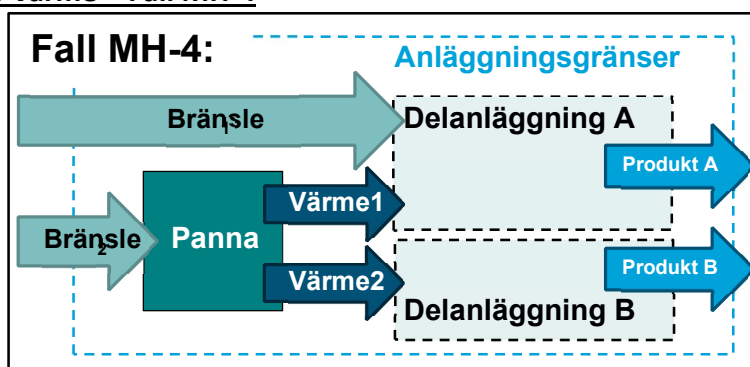 Fall MH-4:
Anläggningsgränser
Bränsle
1
Delanläggning A
Produkt A
Värme1
Bränsle
2
Panna
Värme2
Produkt B
Delanläggning B